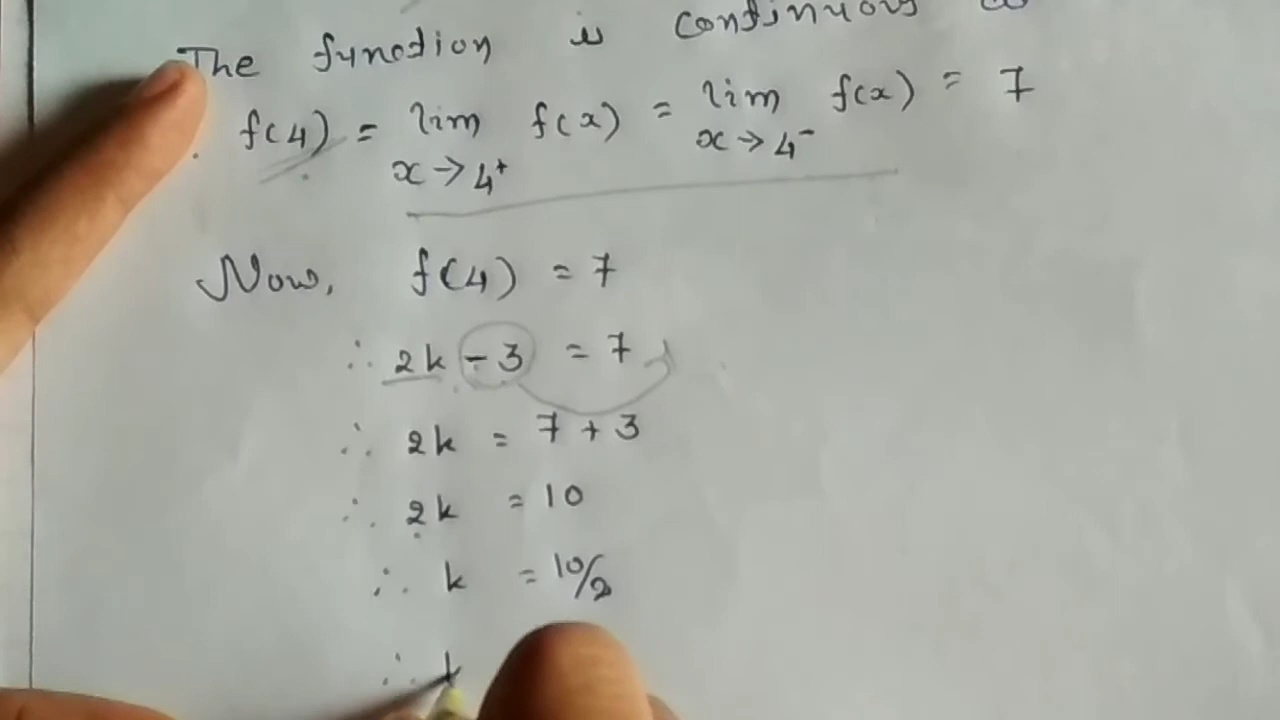 The function is continuous
f(4) = lim f(x) = lim f(x) = 7
x→4⁺ x→4⁻
Now, f(4) = 7
∴ 2k - 3 = 7
∴ 2k = 7 + 3
∴ 2k = 10
∴ k = 10/2
∴ k